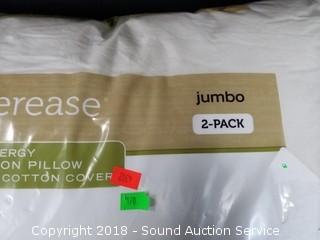 erease®
jumbo
2-PACK
ERGY
ON PILLOW
COTTON COVER
Copyright 2018 - Sound Auction Service